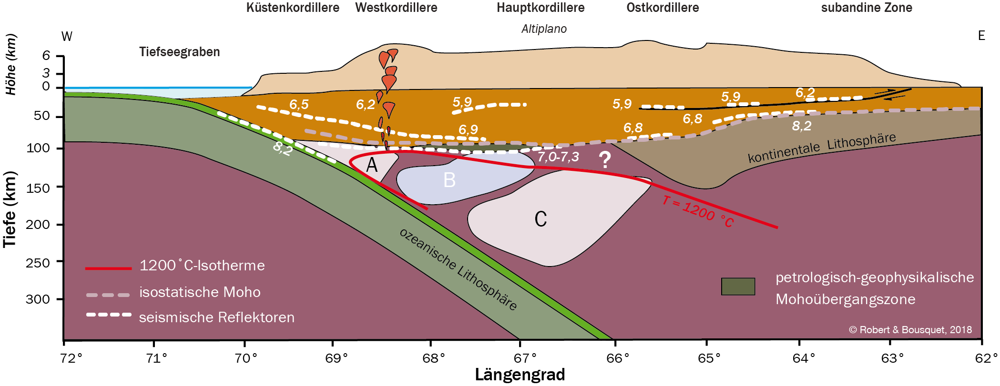 Küstenkordillere Westkordillere Hauptkordillere Ostkordillere subandine Zone
Altiplano
W
E
Tiefseegraben
Höhe (km)
6
3
0
50
100
150
200
250
300
Tiefe (km)
6,5
6,2
5,9
5,9
5,9
6,2
6,9
6,8
6,8
8,2
8,2
7,0-7,3
?
A
B
C
kontinentale Lithosphäre
T = 1200 °C
ozeanische Lithosphäre
1200°C-Isotherme
isostatische Moho
seismische Reflektoren
petrologisch-geophysikalische
Mohoübergangszone
© Robert & Bousquet, 2018
72° 71° 70° 69° 68° 67° 66° 65° 64° 63° 62°
Längengrad